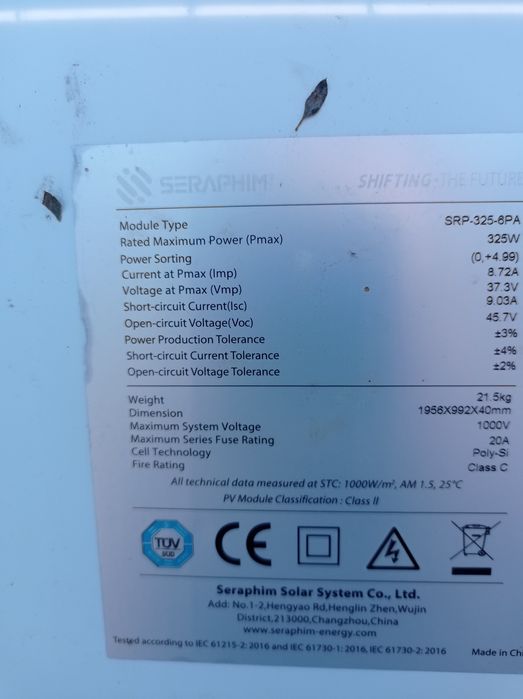 SERAPHIM SHIFTING THE FUTURE
Module Type SRP-325-6PA
Rated Maximum Power (Pmax) 325W
Power Sorting (0,+4.99)
Current at Pmax (Imp) 8.72A
Voltage at Pmax (Vmp) 37.3V
Short-circuit Current(Isc) 9.03A
Open-circuit Voltage(Voc) 45.7V
Power Production Tolerance ±3%
Short-circuit Current Tolerance ±4%
Open-circuit Voltage Tolerance ±2%
Weight 21.5kg
Dimension 1956X992X40mm
Maximum System Voltage 1000V
Maximum Series Fuse Rating 20A
Cell Technology Poly-Si
Fire Rating Class C
All technical data measured at STC: 1000W/m², AM 1.5, 25°C
PV Module Classification : Class II
TÜV
SÜD
CE
Seraphim Solar System Co., Ltd.
Add: No.1-2,Hengyao Rd,Henglin Zhen,Wujin
District,213000,Changzhou,China
www.seraphim-energy.com
Tested according to IEC 61215-2: 2016 and IEC 61730-1: 2016, IEC 61730-2: 2016 Made in Chi